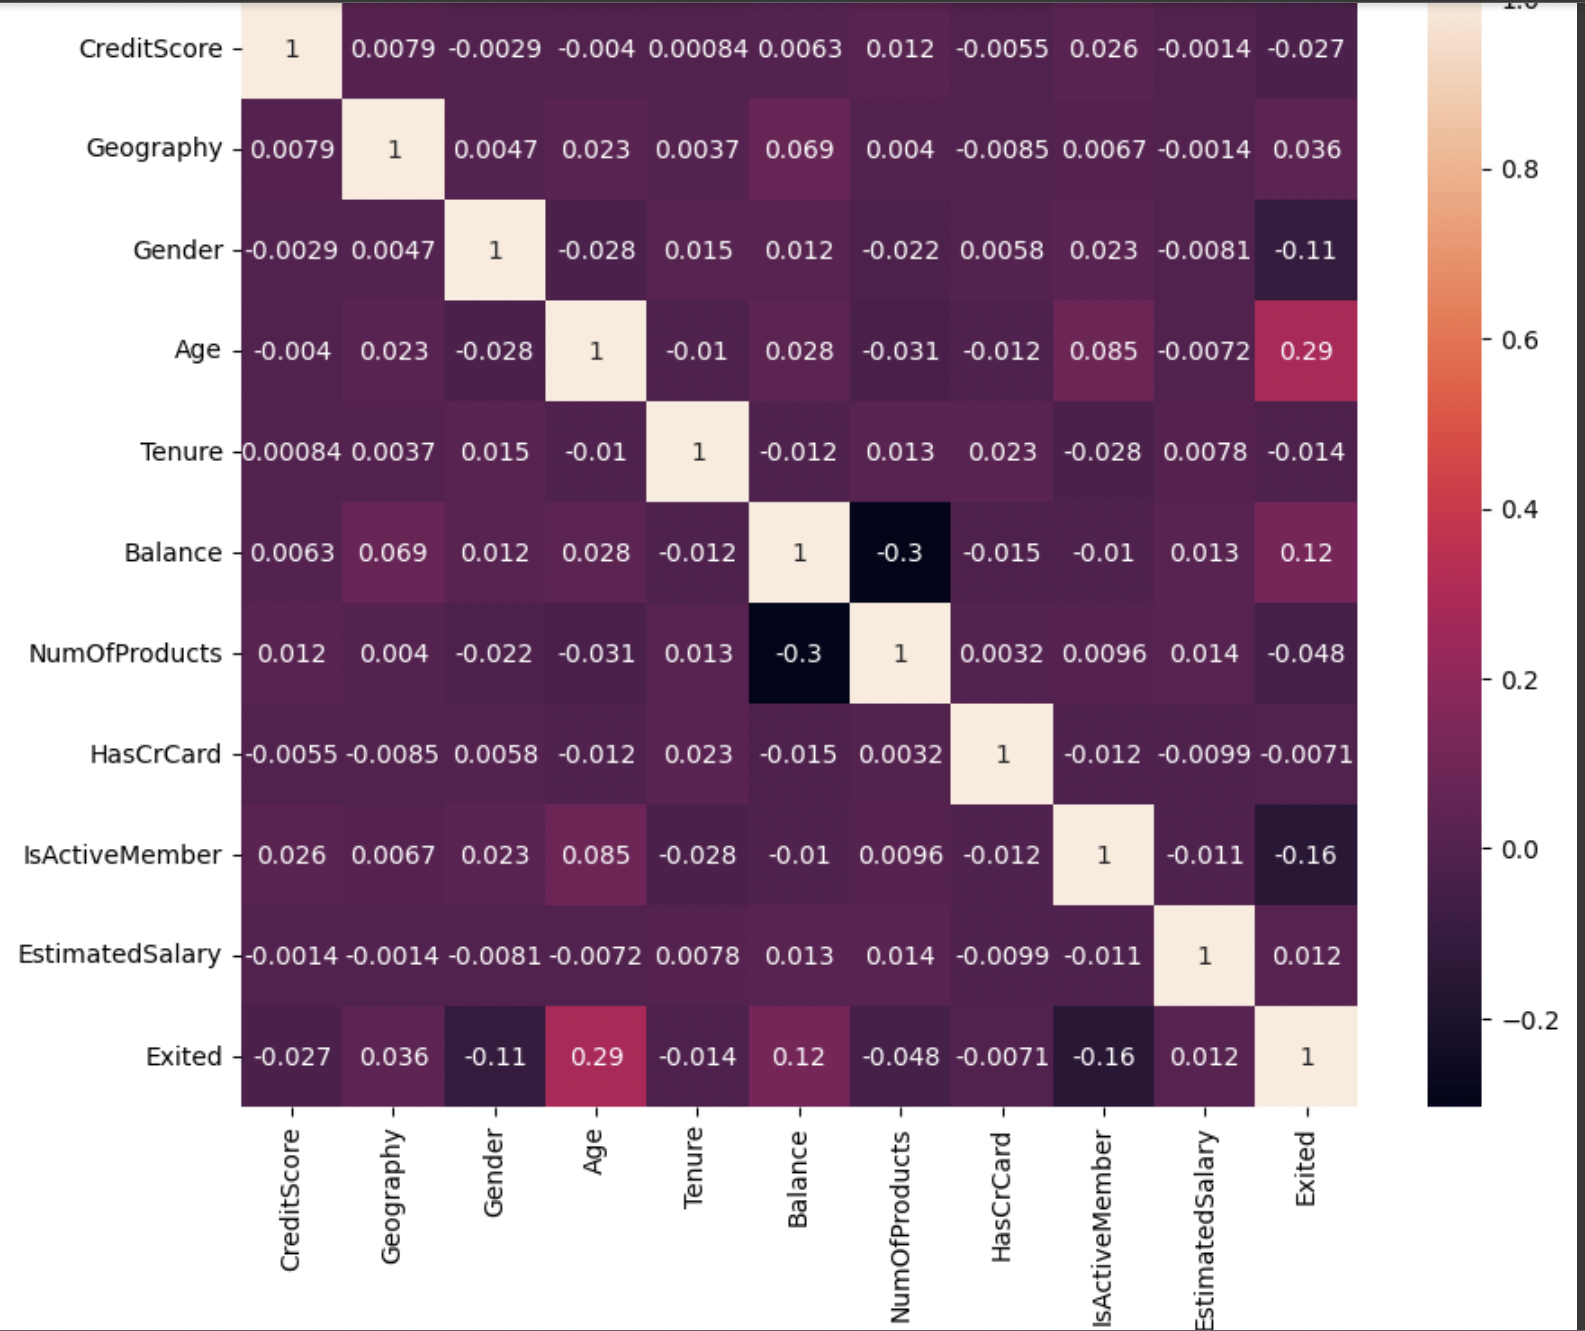 CreditScore 1 0.0079 -0.0029 -0.004 0.00084 0.0063 0.012 -0.0055 0.026 -0.0014 -0.027
Geography 0.0079 1 0.0047 0.023 0.0037 0.069 0.004 -0.0085 0.0067 -0.0014 0.036
0.8
Gender -0.0029 0.0047 1 -0.028 0.015 0.012 -0.022 0.0058 0.023 -0.0081 -0.11
Age -0.004 0.023 -0.028 1 -0.01 0.028 -0.031 -0.012 0.085 -0.0072 0.29
0.6
Tenure 0.00084 0.0037 0.015 -0.01 1 -0.012 0.013 0.023 -0.028 0.0078 -0.014
0.4
Balance 0.0063 0.069 0.012 0.028 -0.012 1 -0.3 -0.015 -0.01 0.013 0.12
NumOfProducts 0.012 0.004 -0.022 -0.031 0.013 -0.3 1 0.0032 0.0096 0.014 -0.048
0.2
HasCrCard -0.0055 -0.0085 0.0058 -0.012 0.023 -0.015 0.0032 1 -0.012 -0.0099 -0.0071
IsActiveMember 0.026 0.0067 0.023 0.085 -0.028 -0.01 0.0096 -0.012 1 -0.011 -0.16
0.0
EstimatedSalary -0.0014 -0.0014 -0.0081 -0.0072 0.0078 0.013 0.014 -0.0099 -0.011 1 0.012
−0.2
Exited -0.027 0.036 -0.11 0.29 -0.014 0.12 -0.048 -0.0071 -0.16 0.012 1
CreditScore
Geography
Gender
Age
Tenure
Balance
NumOfProducts
HasCrCard
IsActiveMember
EstimatedSalary
Exited